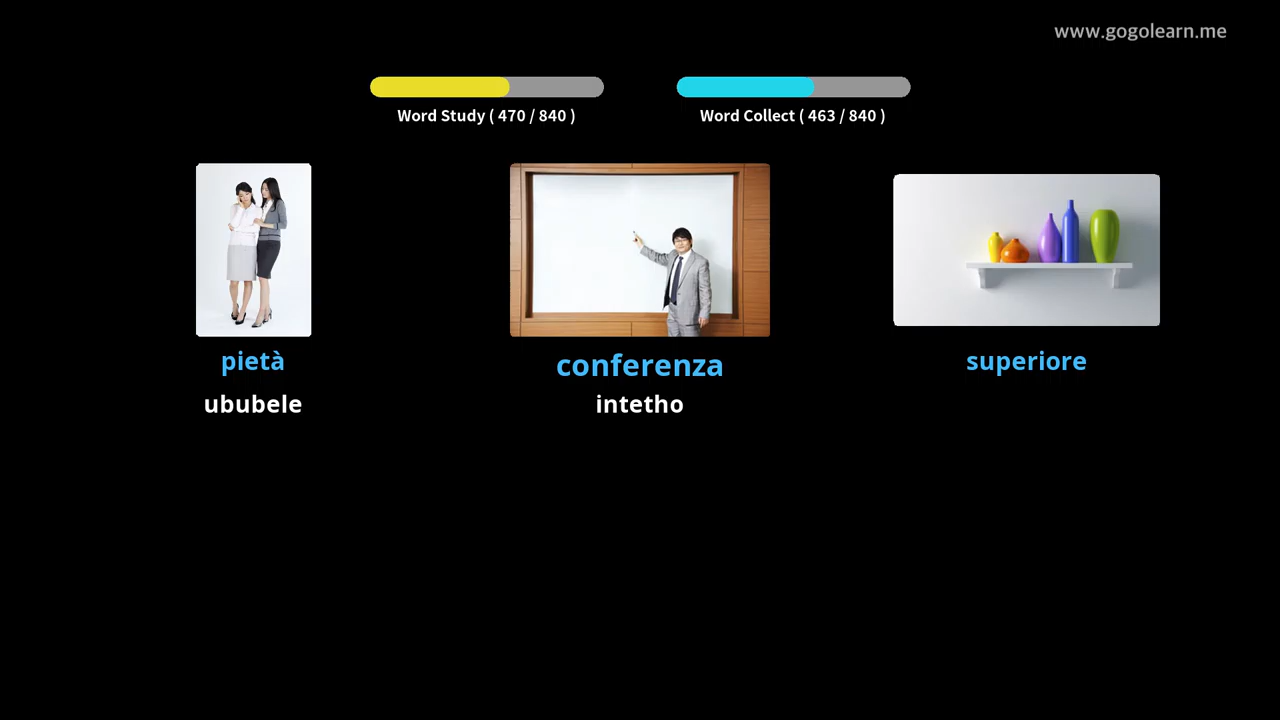 www.gogolearn.me
Word Study ( 470 / 840 )
Word Collect ( 463 / 840 )
pietà
conferenza
superiore
ububele
intetho